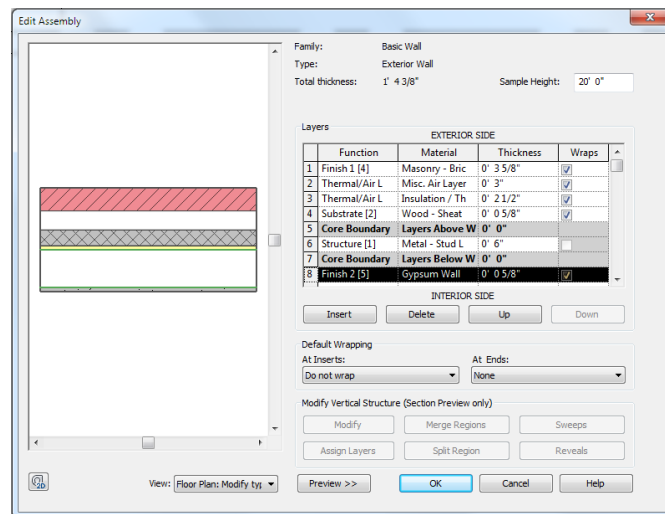 Edit Assembly
Family: Basic Wall
Type: Exterior Wall
Total thickness: 1' 4 3/8" Sample Height: 20' 0"
Layers
EXTERIOR SIDE
Function Material Thickness Wraps
1 Finish 1 [4] Masonry - Bric 0' 3 5/8"
2 Thermal/Air L Misc. Air Layer 0' 3"
3 Thermal/Air L Insulation / Th 0' 2 1/2"
4 Substrate [2] Wood - Sheat 0' 0 5/8"
5 Core Boundary Layers Above W 0' 0"
6 Structure [1] Metal - Stud L 0' 6"
7 Core Boundary Layers Below W 0' 0"
8 Finish 2 [5] Gypsum Wall 0' 0 5/8"
INTERIOR SIDE
Insert Delete Up Down
Default Wrapping
At Inserts: At Ends:
Do not wrap None
Modify Vertical Structure (Section Preview only)
Modify Merge Regions Sweeps
Assign Layers Split Region Reveals
2D View: Floor Plan: Modify typ Preview >> OK Cancel Help